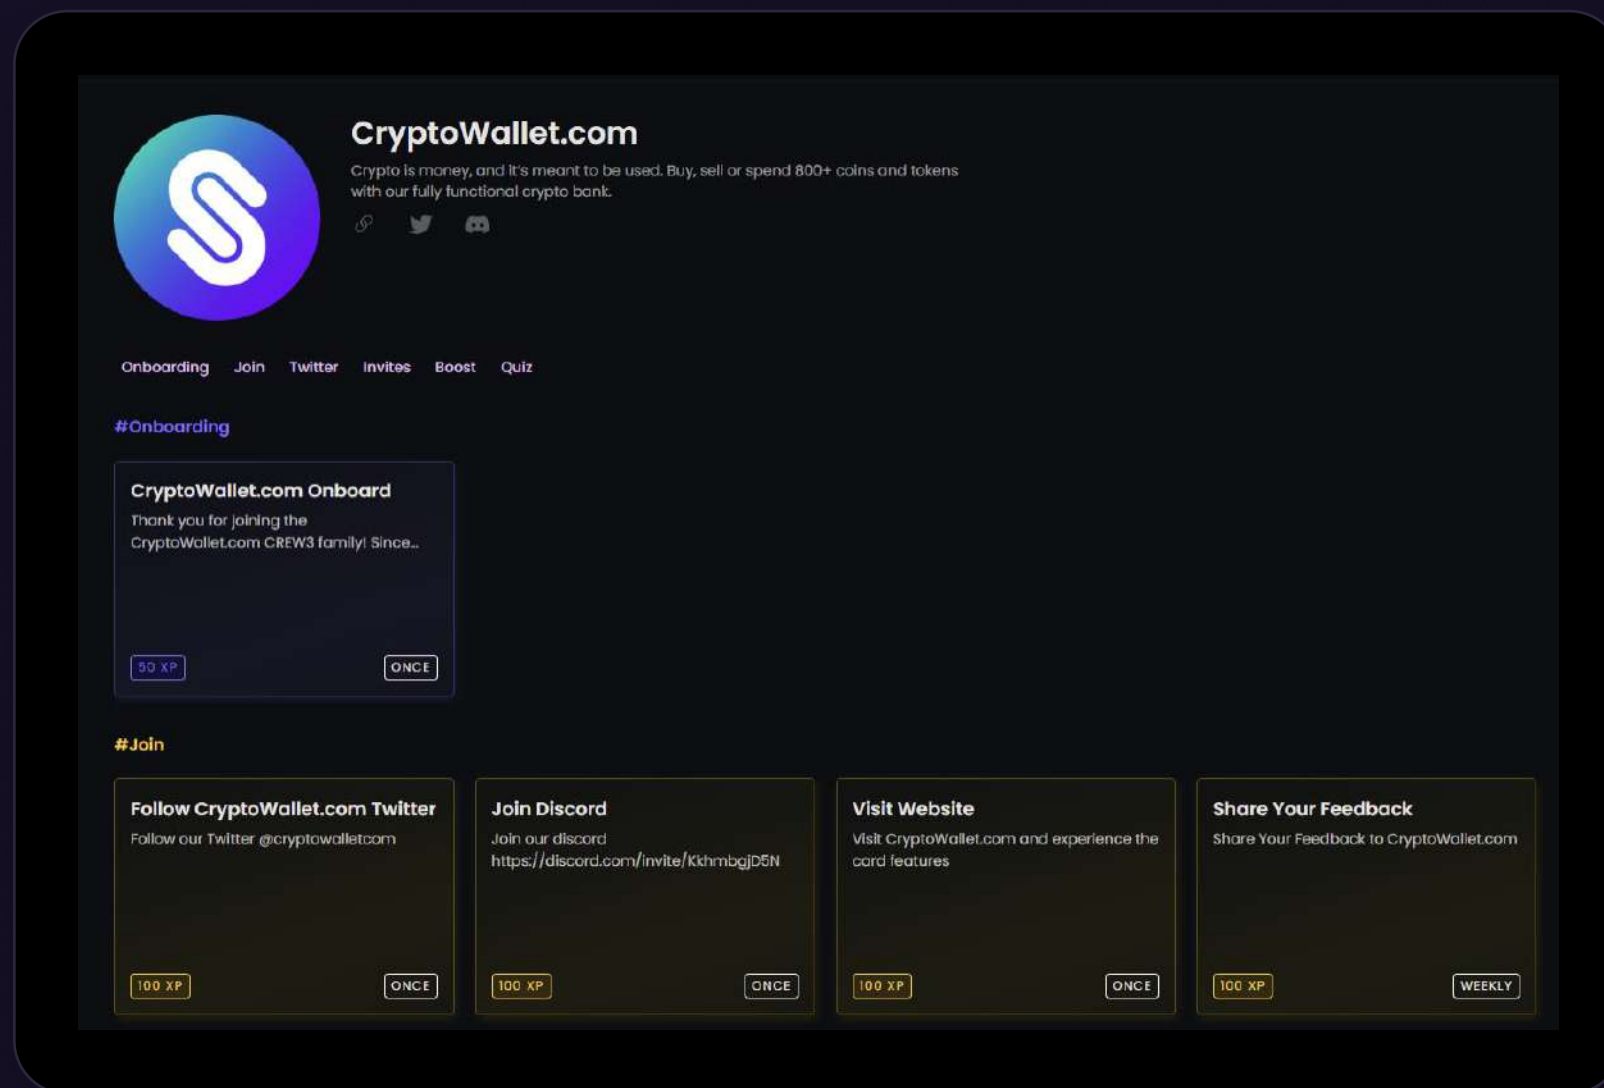 CryptoWallet.com
Crypto is money, and it's meant to be used. Buy, sell or spend 800+ coins and tokens
with our fully functional crypto bank.
Onboarding Join Twitter Invites Boost Quiz
#Onboarding
CryptoWallet.com Onboard
Thank you for joining the
CryptoWallet.com CREW3 family! Since...
50 XP
ONCE
#Join
Follow CryptoWallet.com Twitter
Follow our Twitter @cryptowalletcom
100 XP
ONCE
Join Discord
Join our discord
https://discord.com/invite/KkhmbgjD5N
100 XP
ONCE
Visit Website
Visit CryptoWallet.com and experience the
card features
100 XP
ONCE
Share Your Feedback
Share Your Feedback to CryptoWallet.com
100 XP
WEEKLY